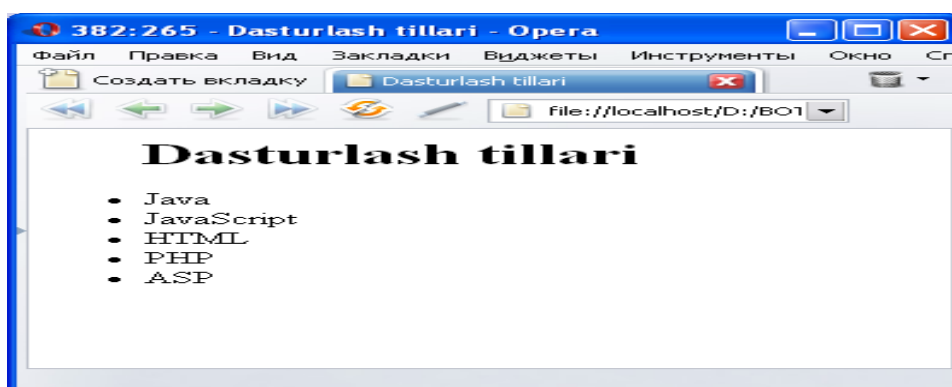 382:265 - Dasturlash tillari - Opera
Файл Правка Вид Закладки Виджеты Инструменты Окно Сп
Создать вкладку Dasturlash tillari
file://localhost/D:/BO1
Dasturlash tillari
Java
JavaScript
HTML
PHP
ASP